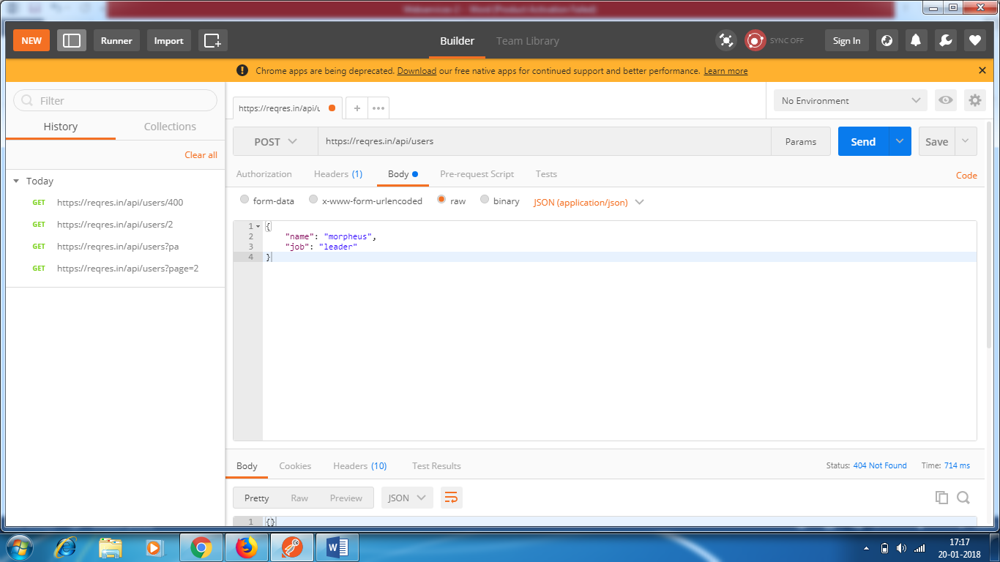 NEW
Runner
Import
Builder
Team Library
SYNC OFF
Sign In
Chrome apps are being deprecated. Download our free native apps for continued support and better performance. Learn more
Filter
History
Collections
Clear all
Today
GET https://reqres.in/api/users/400
GET https://reqres.in/api/users/2
GET https://reqres.in/api/users?pa
GET https://reqres.in/api/users?page=2
https://reqres.in/api/u
No Environment
POST
https://reqres.in/api/users
Params
Send
Save
Authorization
Headers (1)
Body
Pre-request Script
Tests
Code
form-data
x-www-form-urlencoded
raw
binary
JSON (application/json)
1 {
2 "name": "morpheus",
3 "job": "leader"
4 }
Body
Cookies
Headers (10)
Test Results
Status: 404 Not Found
Time: 714 ms
Pretty
Raw
Preview
JSON
1 {}
17:17
20-01-2018